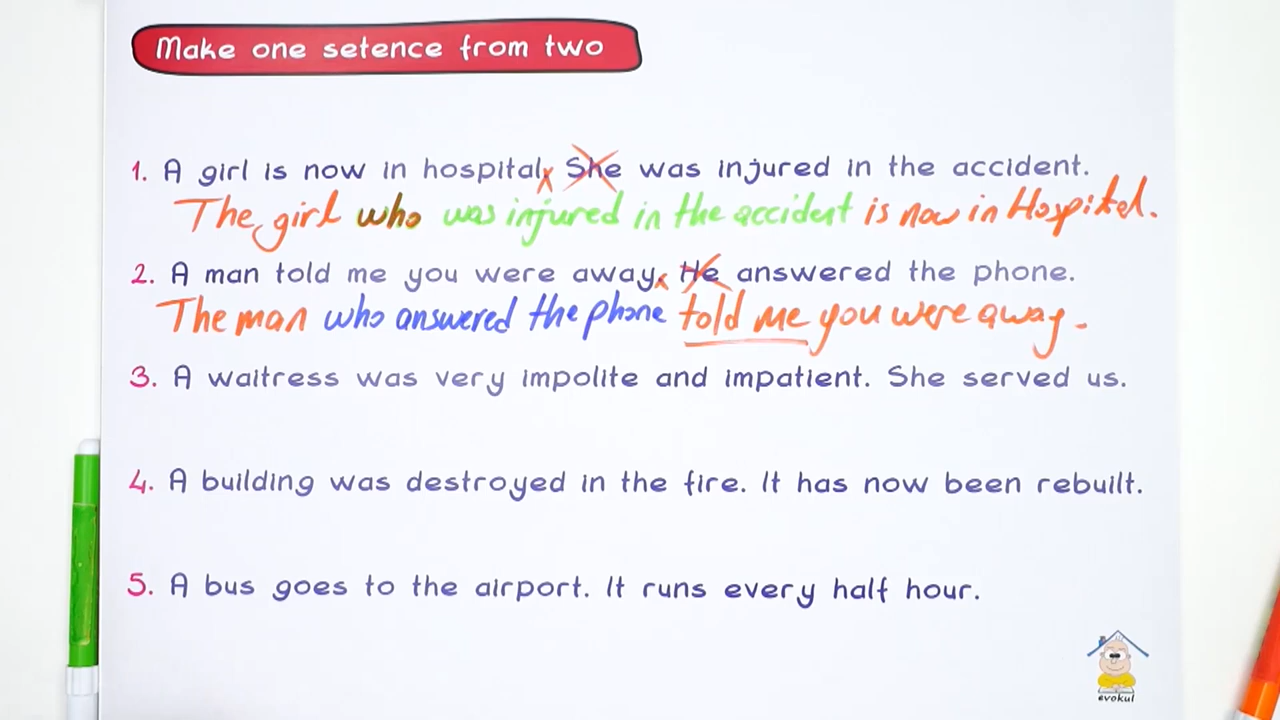 Make one setence from two
1. A girl is now in hospital. She was injured in the accident.
The girl who was injured in the accident is now in Hospital.
2. A man told me you were away. He answered the phone.
The man who answered the phone told me you were away.
3. A waitress was very impolite and impatient. She served us.
4. A building was destroyed in the fire. It has now been rebuilt.
5. A bus goes to the airport. It runs every half hour.
evokul